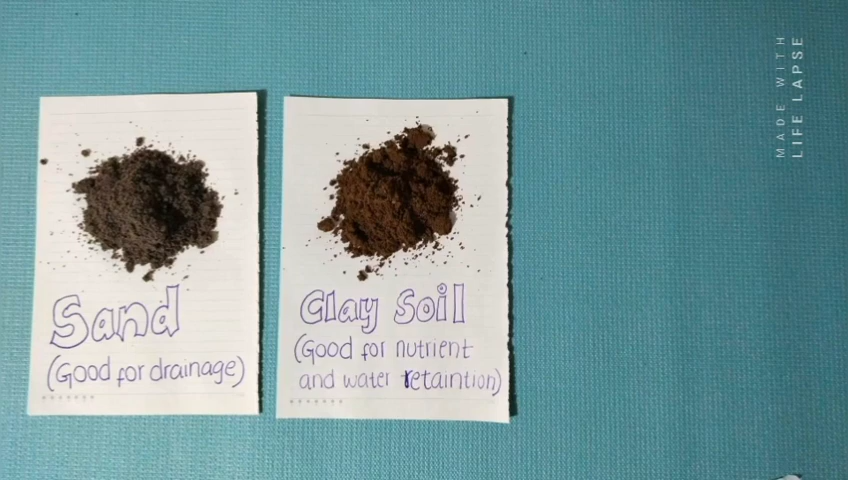 Sand
(Good for drainage)
Clay Soil
(Good for nutrient
and water retaintion)
MADE WITH
LIFE LAPSE